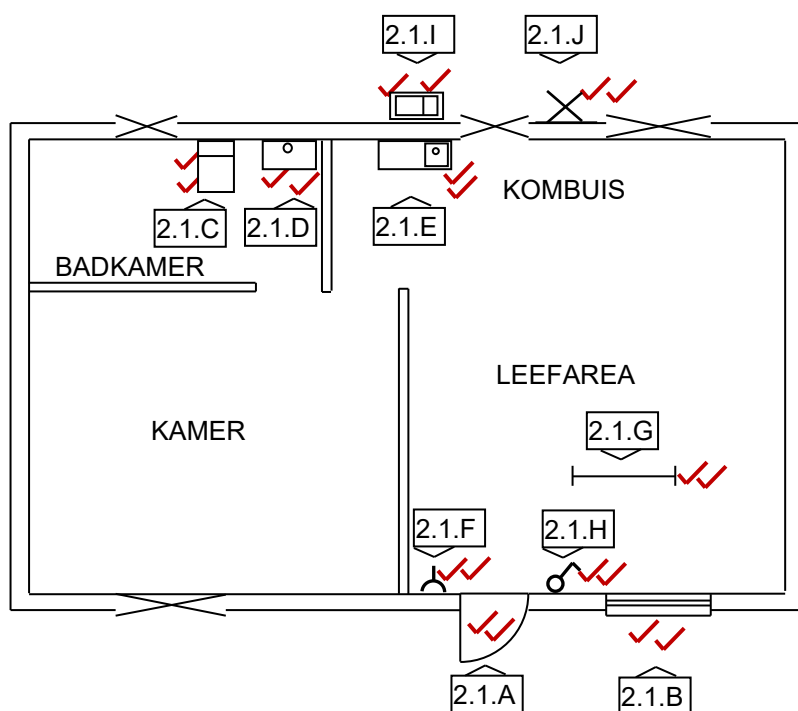 2.1.I
2.1.J
KOMBUIS
2.1.C
2.1.D
2.1.E
BADKAMER
LEEFAREA
KAMER
2.1.G
2.1.F
2.1.H
2.1.A
2.1.B